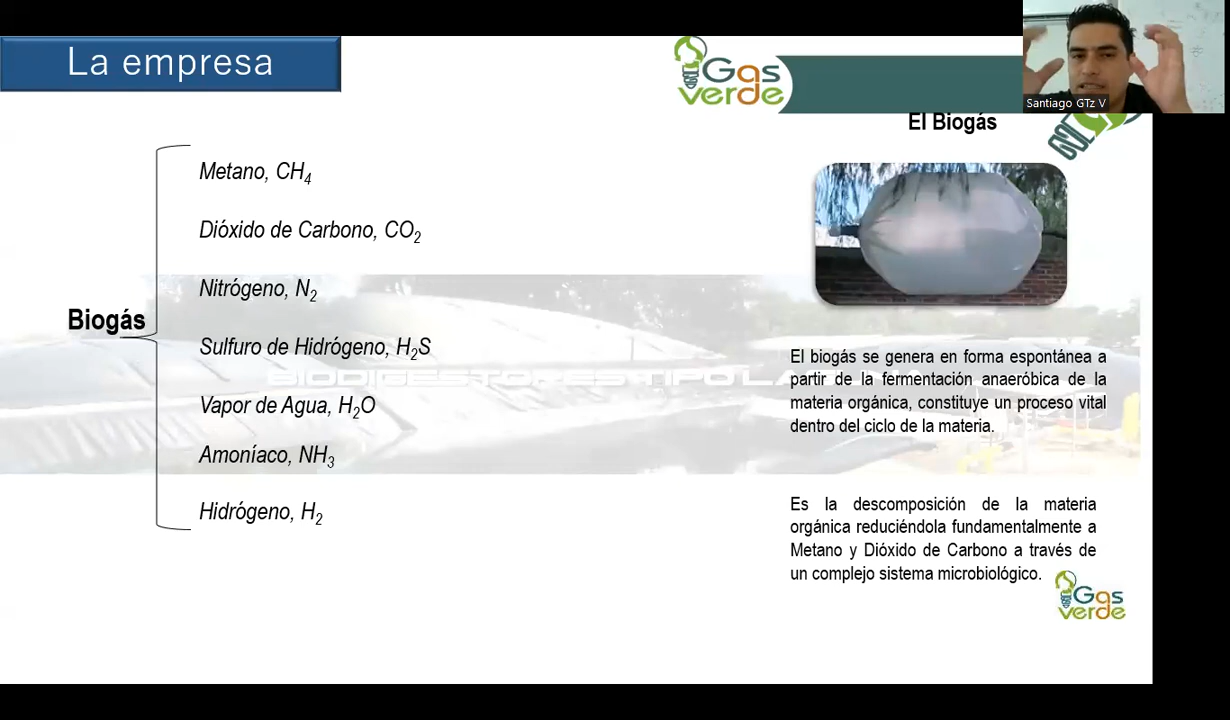 La empresa
Gas
verde
Santiago GTz V
El Biogás
Metano, CH₄
Dióxido de Carbono, CO₂
Nitrógeno, N₂
Biogás
Sulfuro de Hidrógeno, H₂S
Vapor de Agua, H₂O
Amoníaco, NH₃
Hidrógeno, H₂
BIODIGESTORES TIPO LAGUNA
El biogás se genera en forma espontánea a
partir de la fermentación anaeróbica de la
materia orgánica, constituye un proceso vital
dentro del ciclo de la materia.
Es la descomposición de la materia
orgánica reduciéndola fundamentalmente a
Metano y Dióxido de Carbono a través de
un complejo sistema microbiológico.
Gas
verde